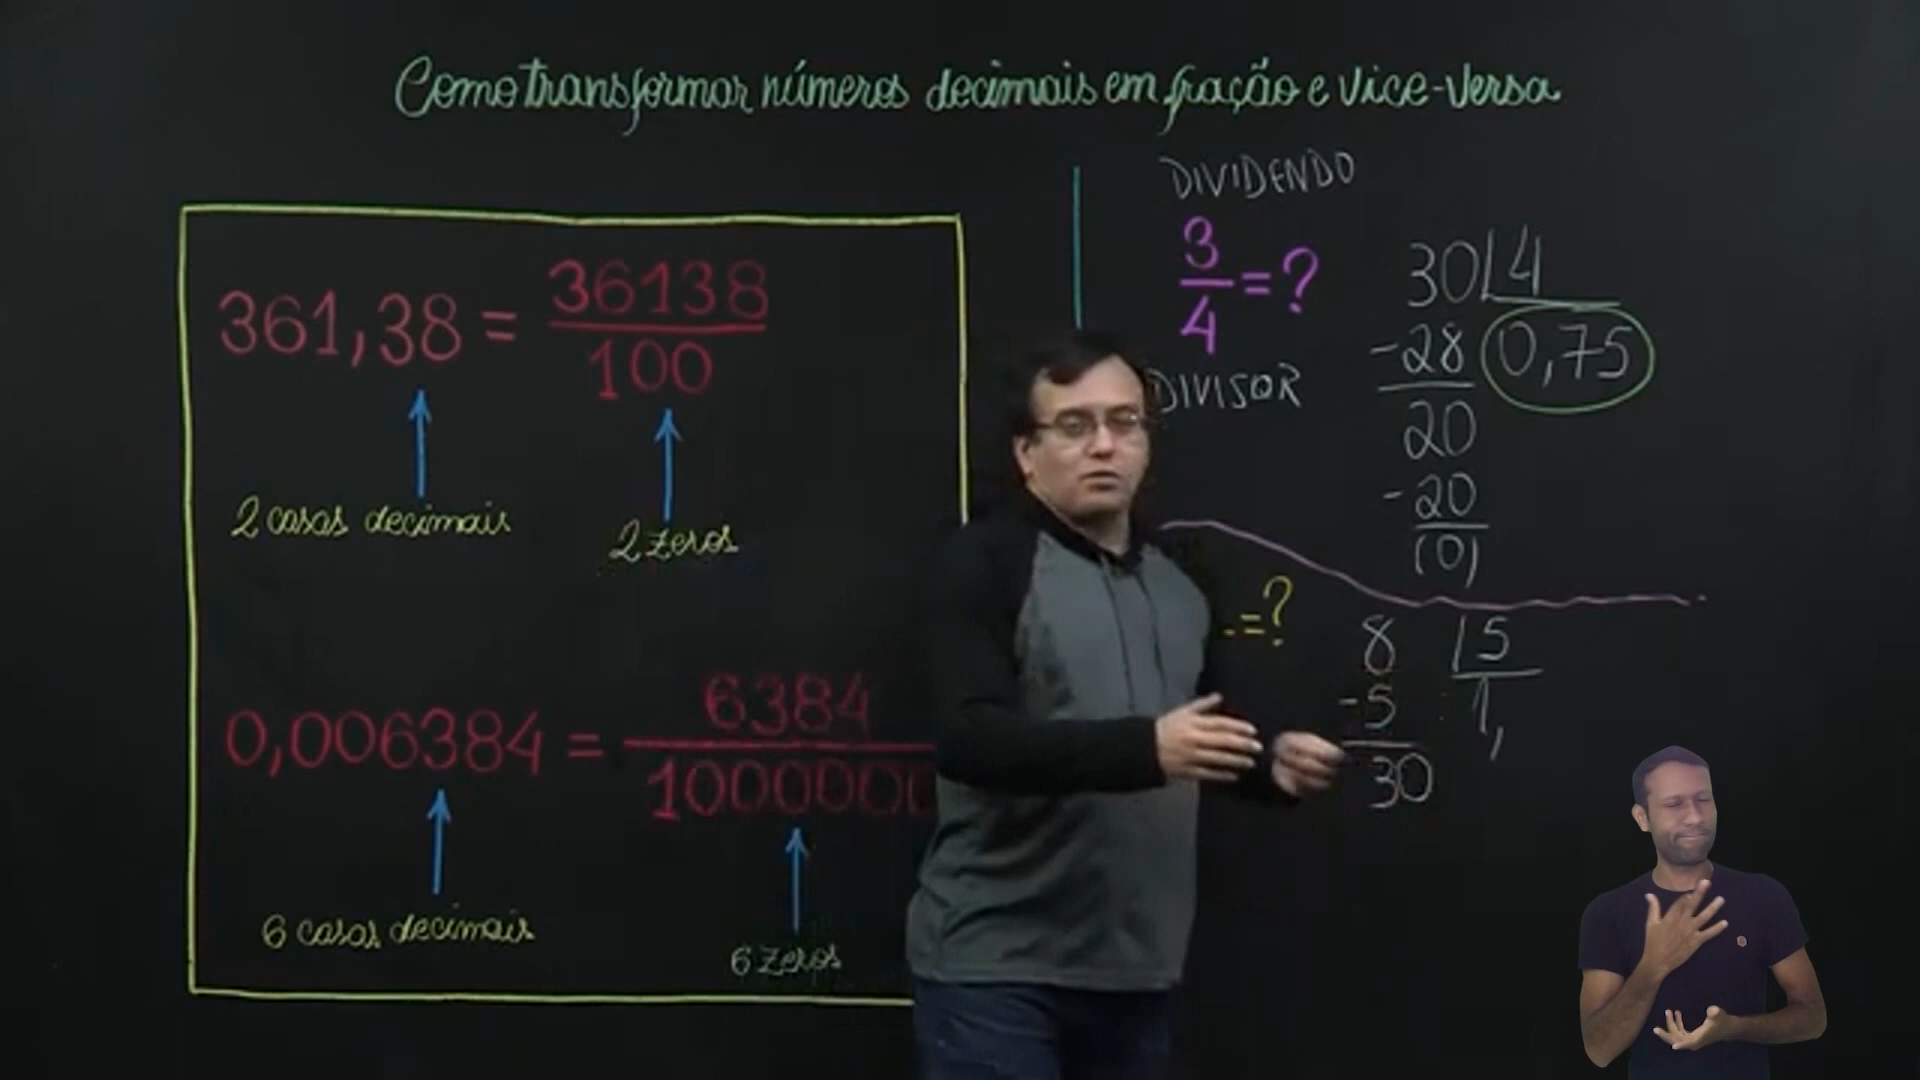 Como transformar números decimais em fração e vice-versa
361,38 = 36138
100
2 casas decimais
2 zeros
0,006384 = 6384
1000000
6 casas decimais
6 zeros
DIVIDENDO
3
4
=?
DIVISOR
30 4
-28 0,75
20
-20
(0)
=?
8 5
-5 1,
30